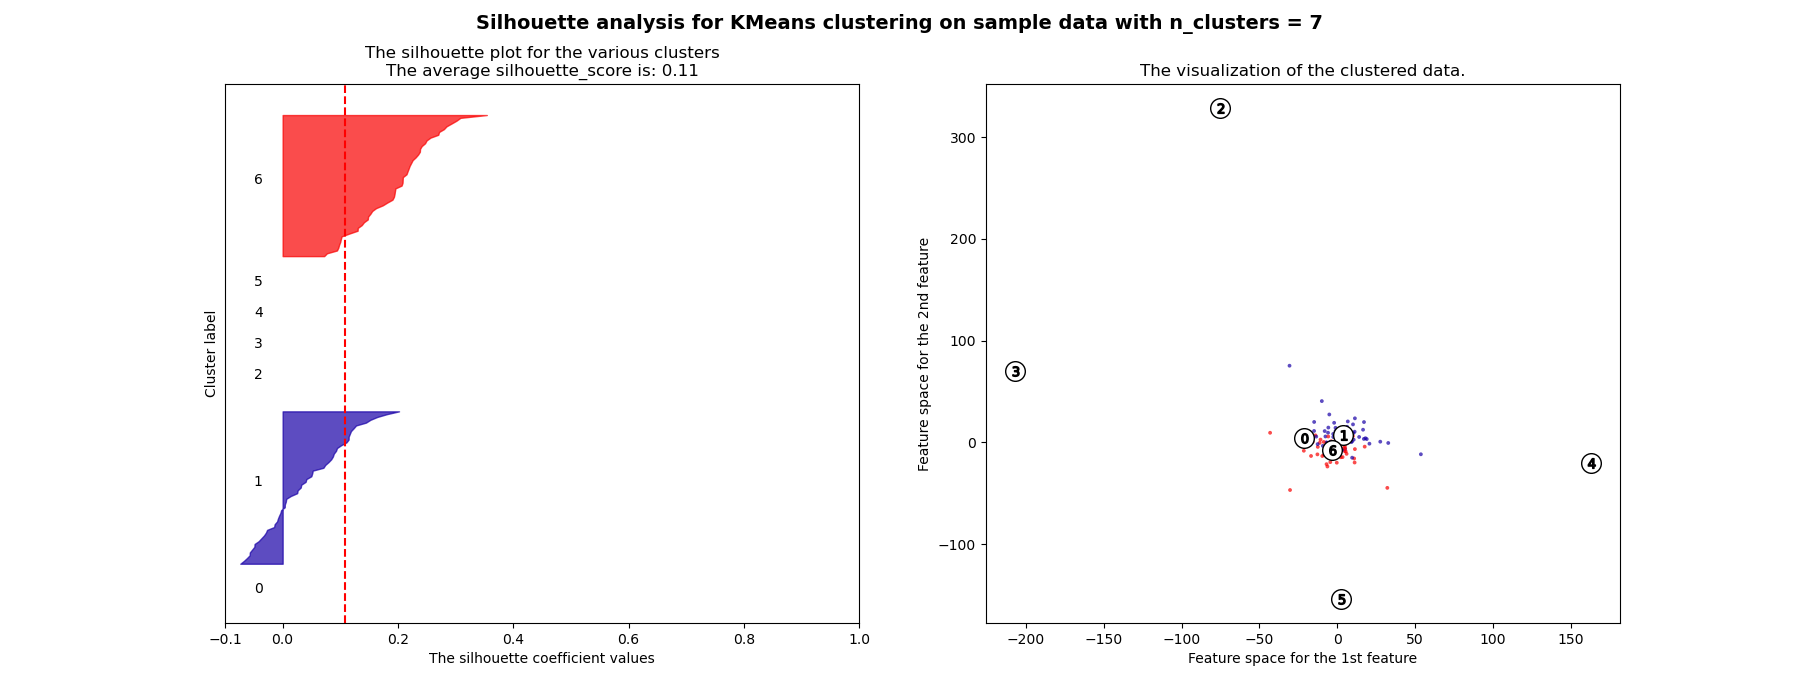 Silhouette analysis for KMeans clustering on sample data with n_clusters = 7
The silhouette plot for the various clusters
The average silhouette_score is: 0.11
6
5
4
3
2
1
0
Cluster label
−0.1 0.0 0.2 0.4 0.6 0.8 1.0
The silhouette coefficient values
The visualization of the clustered data.
300
200
100
0
−100
Feature space for the 2nd feature
2
3
0
1
6
4
5
−200 −150 −100 −50 0 50 100 150
Feature space for the 1st feature